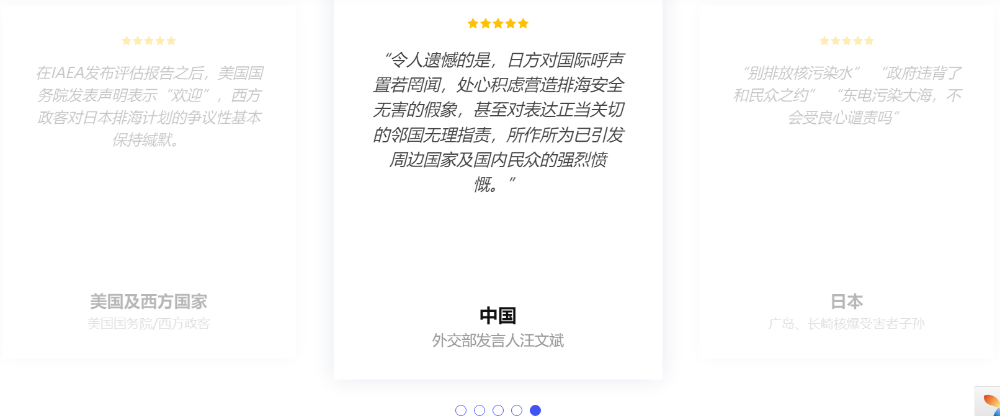 在IAEA发布评估报告之后，美国国
务院发表声明表示“欢迎”，西方
政客对日本排海计划的争议性基本
保持缄默。
美国及西方国家
美国国务院/西方政客
“令人遗憾的是，日方对国际呼声
置若罔闻，处心积虑营造排海安全
无害的假象，甚至对表达正当关切
的邻国无理指责，所作所为已引发
周边国家及国内民众的强烈愤
慨。”
中国
外交部发言人汪文斌
“别排放核污染水” “政府违背了
和民众之约” “东电污染大海，不
会受良心谴责吗”
日本
广岛、长崎核爆受害者子孙